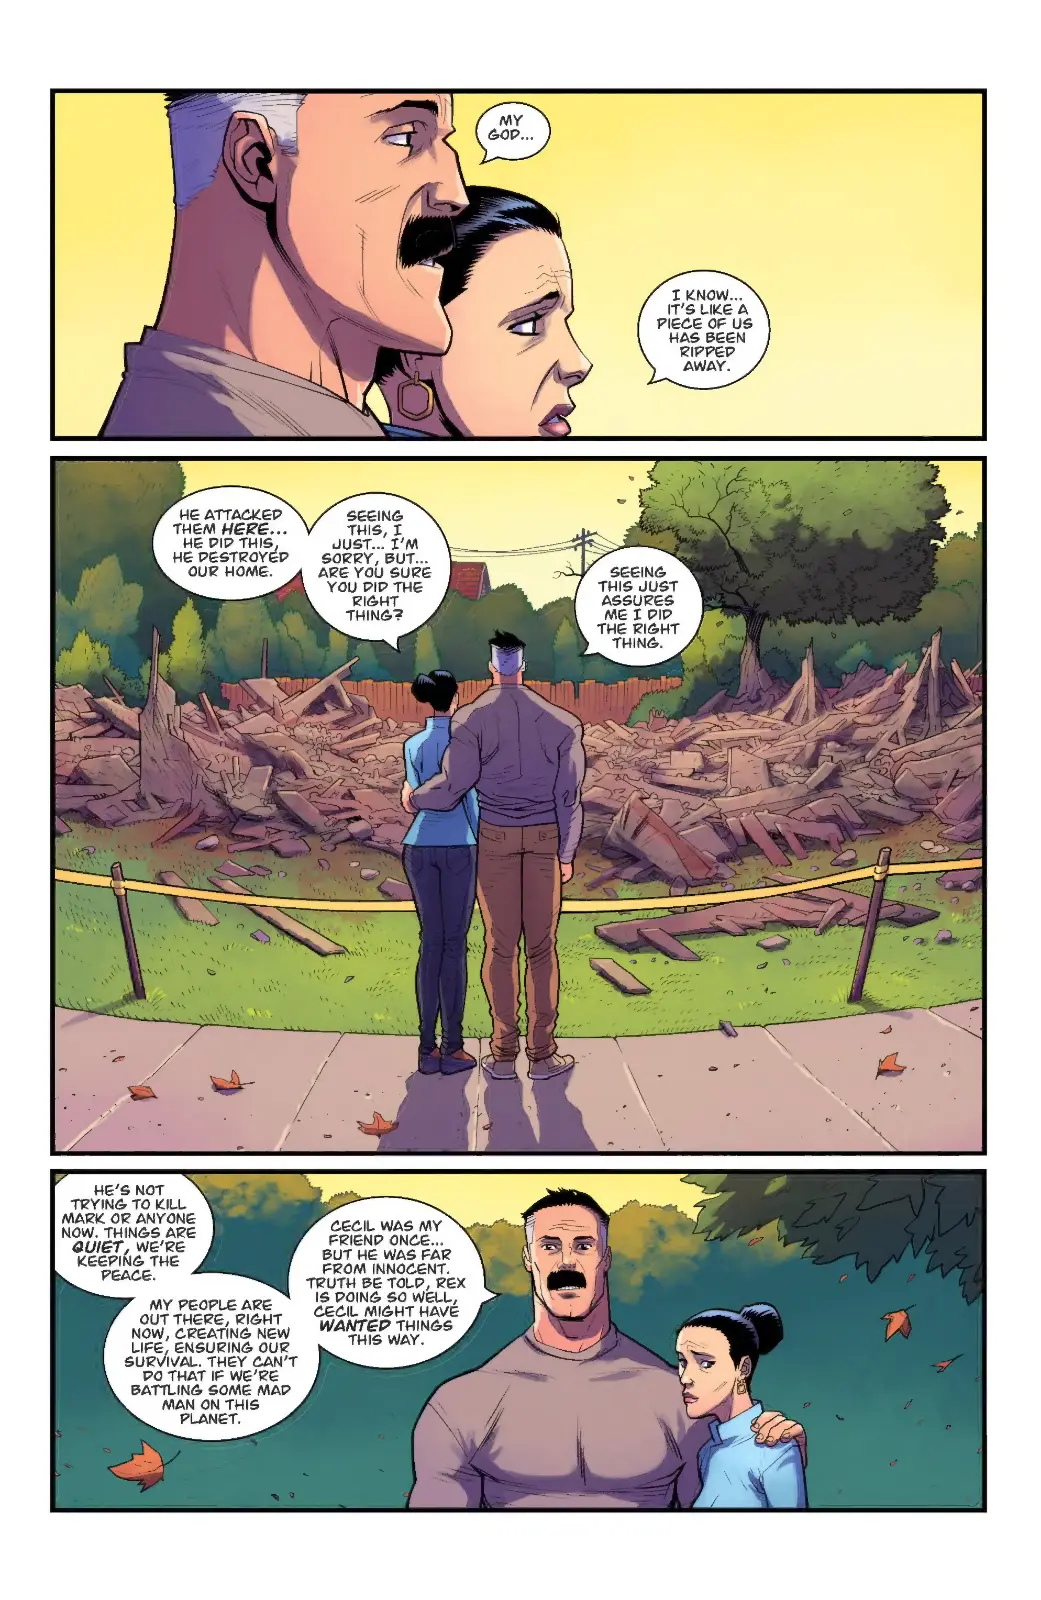 MY
GOD...
I KNOW...
IT'S LIKE A
PIECE OF US
HAS BEEN
RIPPED
AWAY.
HE ATTACKED
THEM HERE...
HE DID THIS,
HE DESTROYED
OUR HOME.
SEEING
THIS, I
JUST... I'M
SORRY, BUT...
ARE YOU SURE
YOU DID THE
RIGHT
THING?
SEEING
THIS JUST
ASSURES
ME I DID
THE RIGHT
THING.
HE'S NOT
TRYING TO KILL
MARK OR ANYONE
NOW. THINGS ARE
QUIET, WE'RE
KEEPING THE
PEACE.
MY PEOPLE ARE
OUT THERE, RIGHT
NOW, CREATING NEW
LIFE, ENSURING OUR
SURVIVAL. THEY CAN'T
DO THAT IF WE'RE
BATTLING SOME MAD
MAN ON THIS
PLANET.
CECIL WAS MY
FRIEND ONCE...
BUT HE WAS FAR
FROM INNOCENT.
TRUTH BE TOLD, REX
IS DOING SO WELL,
CECIL MIGHT HAVE
WANTED THINGS
THIS WAY.